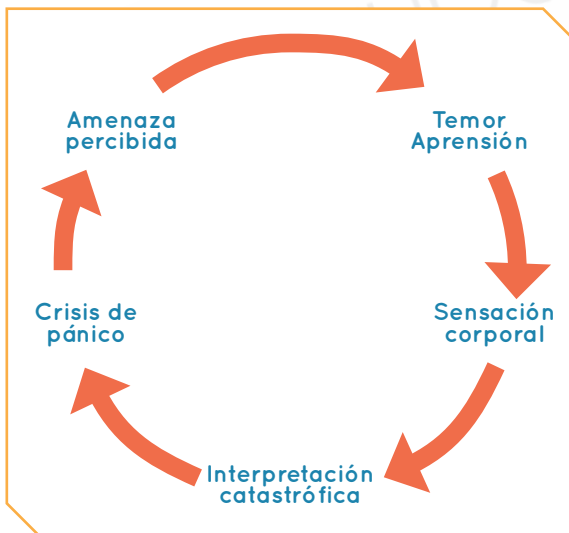 Amenaza
percibida
Temor
Aprensión
Sensación
corporal
Interpretación
catastrófica
Crisis de
pánico